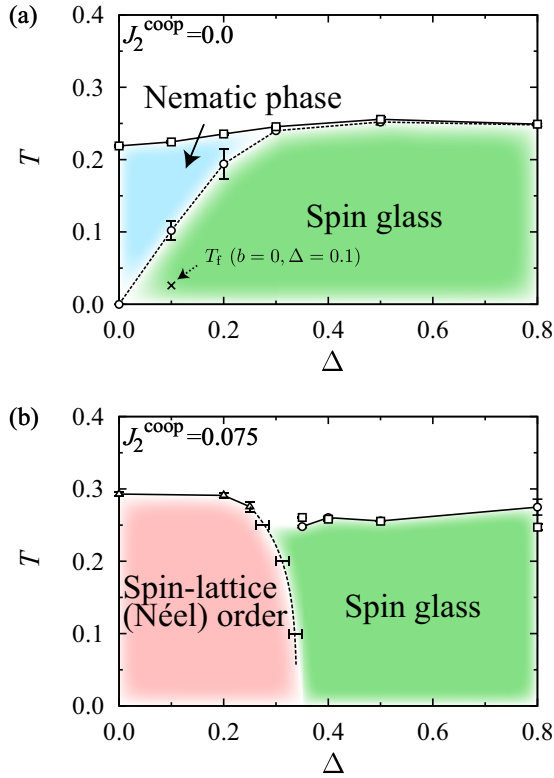 (a)
J₂ᶜᵒᵒᵖ=0.0
Nematic phase
Spin glass
T_f (b = 0, Δ = 0.1)
T
0.4
0.3
0.2
0.1
0.0
0.0 0.2 0.4 0.6 0.8
Δ
(b)
J₂ᶜᵒᵒᵖ=0.075
Spin-lattice
(Néel) order
Spin glass
T
0.4
0.3
0.2
0.1
0.0
0.0 0.2 0.4 0.6 0.8
Δ